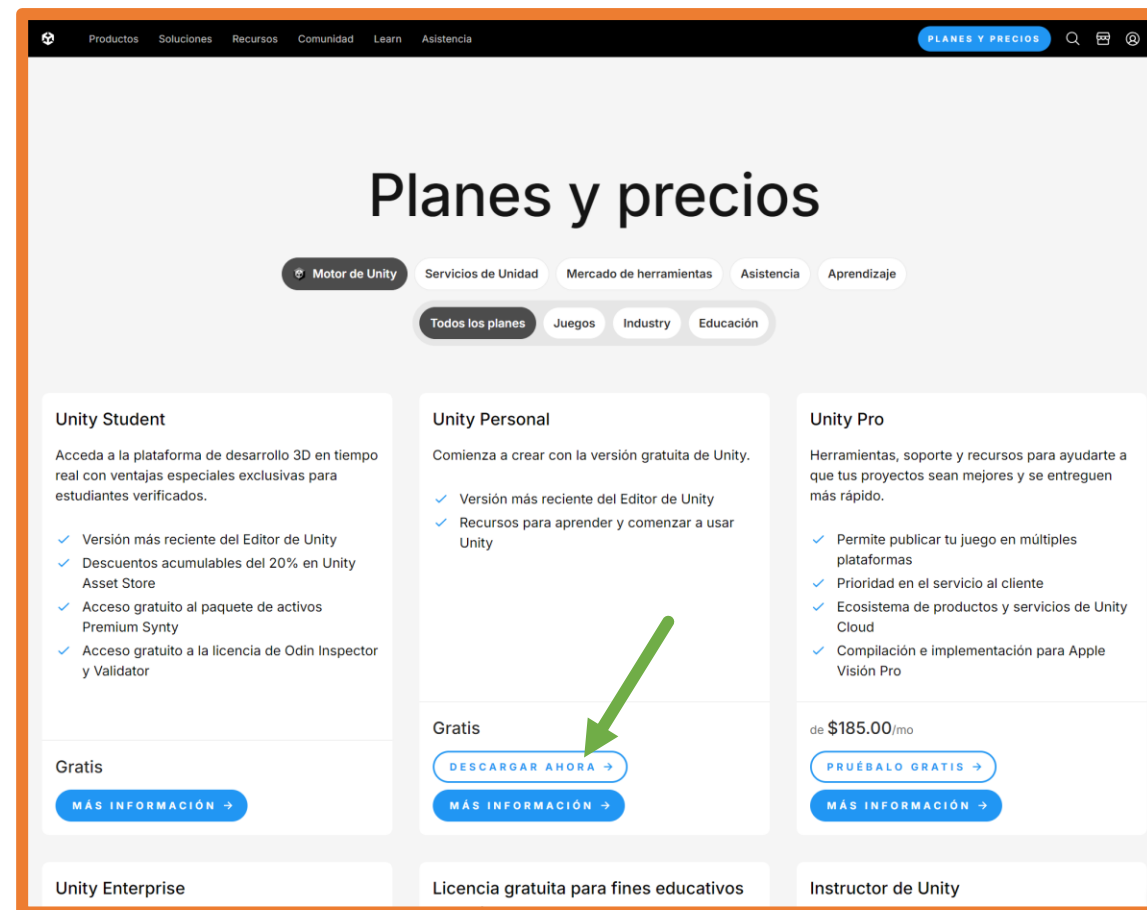 Productos Soluciones Recursos Comunidad Learn Asistencia PLANES Y PRECIOS
Planes y precios
Motor de Unity Servicios de Unidad Mercado de herramientas Asistencia Aprendizaje
Todos los planes Juegos Industry Educación
Unity Student
Acceda a la plataforma de desarrollo 3D en tiempo
real con ventajas especiales exclusivas para
estudiantes verificados.
Versión más reciente del Editor de Unity
Descuentos acumulables del 20% en Unity
Asset Store
Acceso gratuito al paquete de activos
Premium Synty
Acceso gratuito a la licencia de Odin Inspector
y Validator
Gratis
MÁS INFORMACIÓN →
Unity Personal
Comienza a crear con la versión gratuita de Unity.
Versión más reciente del Editor de Unity
Recursos para aprender y comenzar a usar
Unity
Gratis
DESCARGAR AHORA →
MÁS INFORMACIÓN →
Unity Pro
Herramientas, soporte y recursos para ayudarte a
que tus proyectos sean mejores y se entreguen
más rápido.
Permite publicar tu juego en múltiples
plataformas
Prioridad en el servicio al cliente
Ecosistema de productos y servicios de Unity
Cloud
Compilación e implementación para Apple
Visión Pro
de $185.00/mo
PRUÉBALO GRATIS →
MÁS INFORMACIÓN →
Unity Enterprise
Licencia gratuita para fines educativos
Instructor de Unity